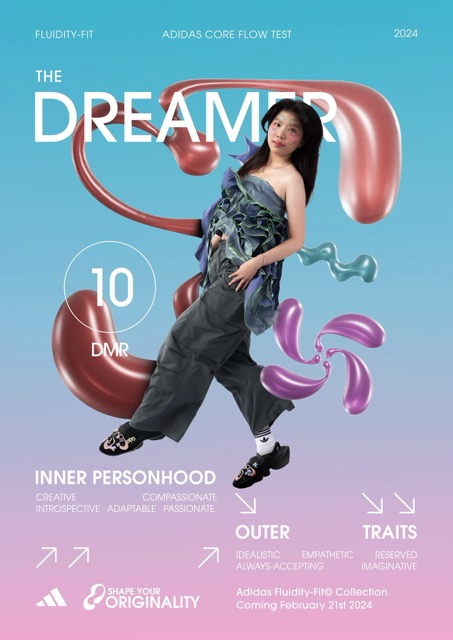 FLUIDITY-FIT ADIDAS CORE FLOW TEST 2024
THE
DREAMER
10
DMR
INNER PERSONHOOD
CREATIVE COMPASSIONATE
INTROSPECTIVE ADAPTABLE PASSIONATE.
OUTER TRAITS
IDEALISTIC EMPATHETIC RESERVED
ALWAYS-ACCEPTING IMAGINATIVE
SHAPE YOUR
ORIGINALITY
Adidas Fluidity-Fit© Collection
Coming February 21st 2024